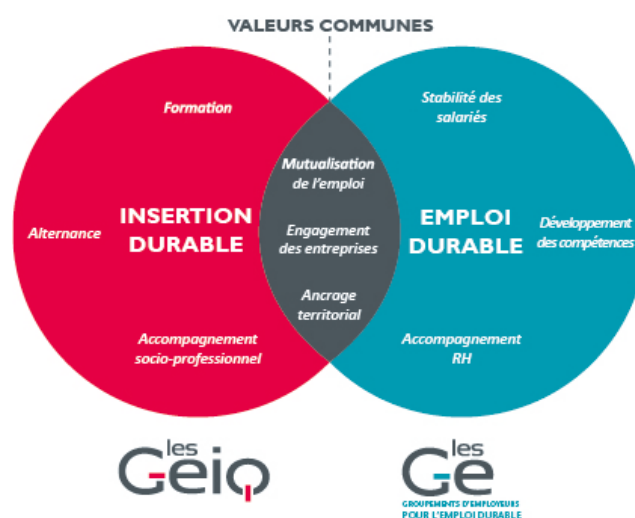 VALEURS COMMUNES
Formation
Alternance
INSERTION
DURABLE
Accompagnement
socio-professionnel
Mutualisation
de l'emploi
Engagement
des entreprises
Ancrage
territorial
Stabilité des
salariés
EMPLOI
DURABLE
Développement
des compétences
Accompagnement
RH
les
Geiq
les
Ge
GROUPEMENTS D'EMPLOYEURS
POUR L'EMPLOI DURABLE